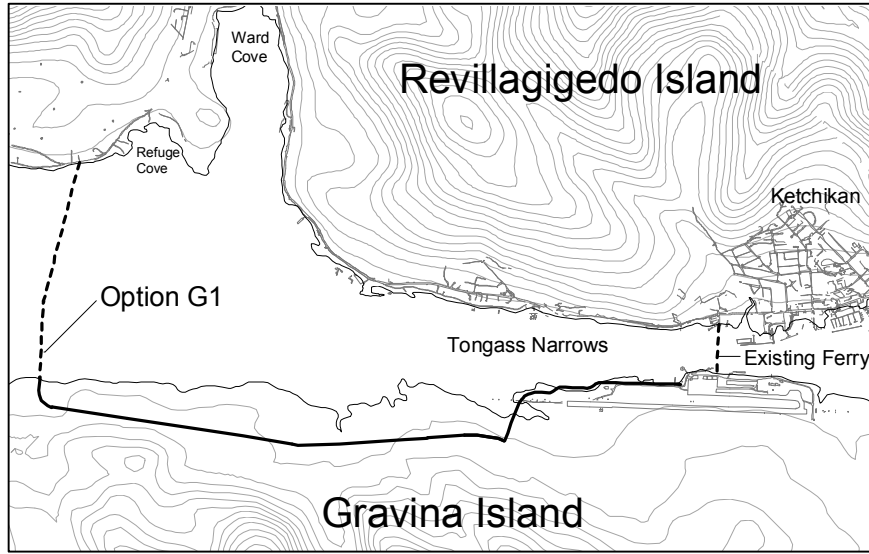 Ward
Cove
Revillagigedo Island
Refuge
Cove
Ketchikan
Option G1
Tongass Narrows
Existing Ferry
Gravina Island